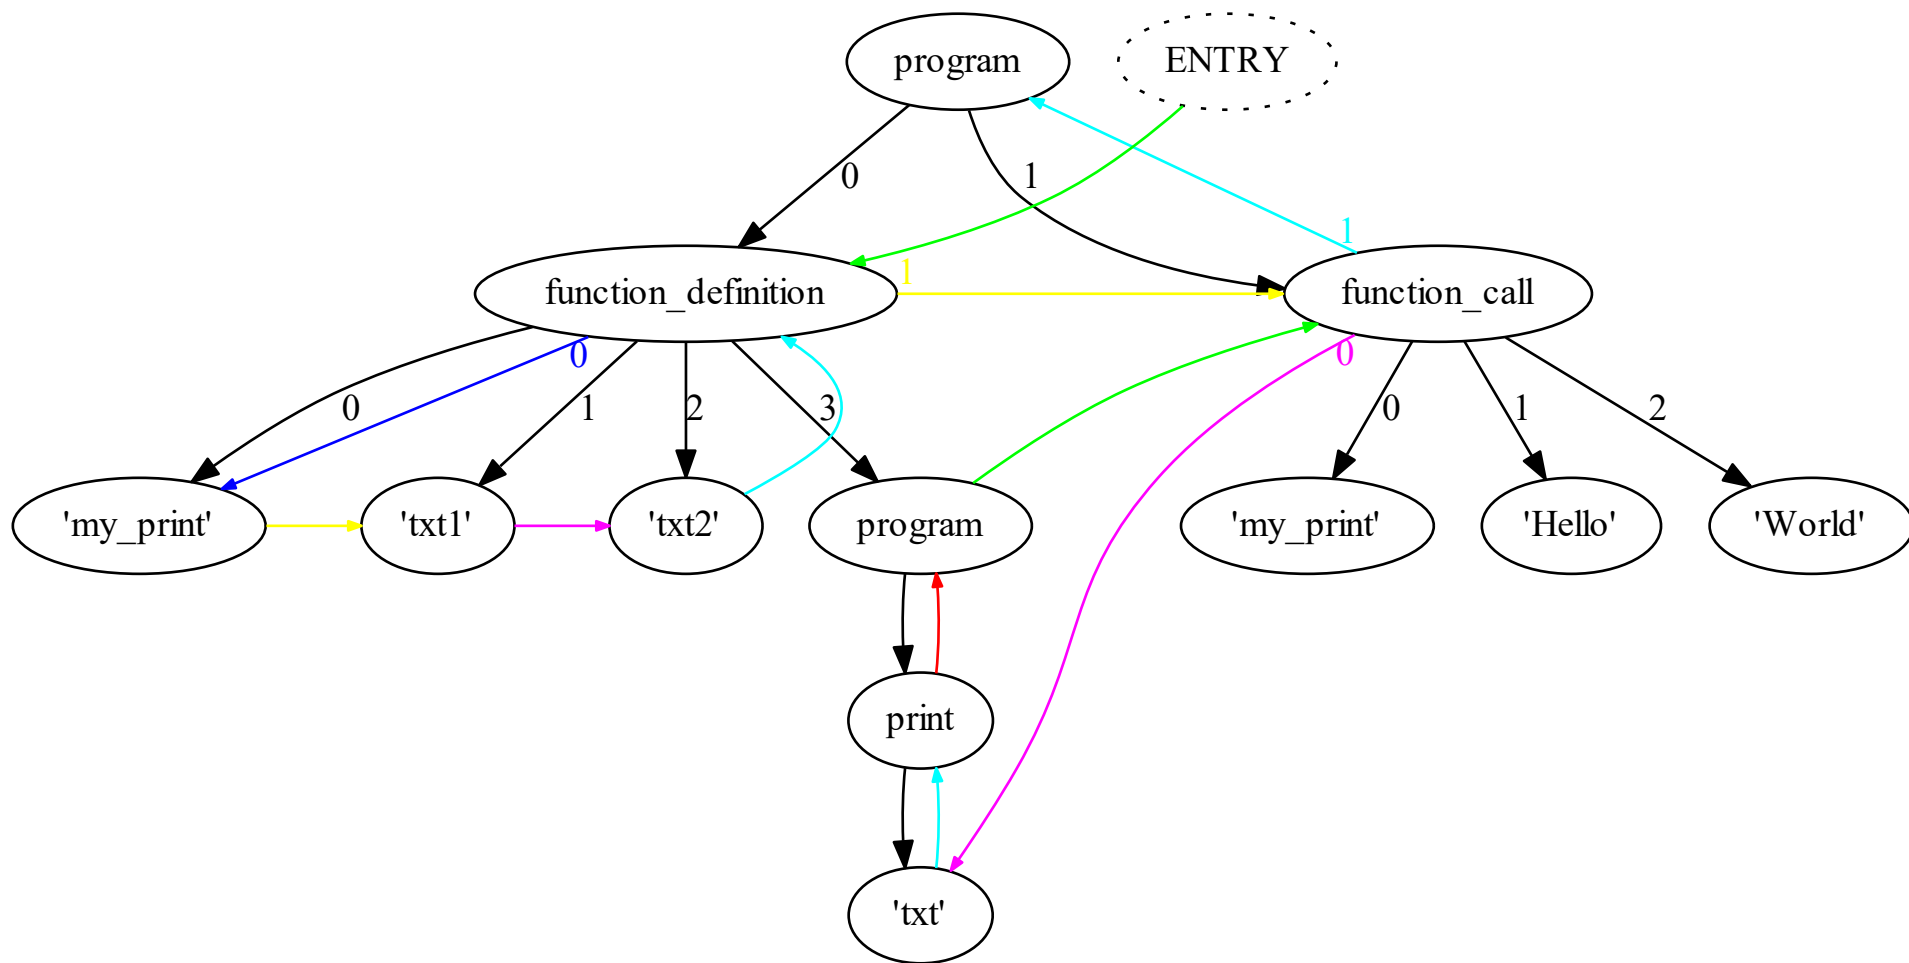 program
ENTRY
0
1
1
function_definition
1
function_call
0
0
0
1
2
3
0
1
2
'my_print'
'txt1'
'txt2'
program
'my_print'
'Hello'
'World'
print
'txt'